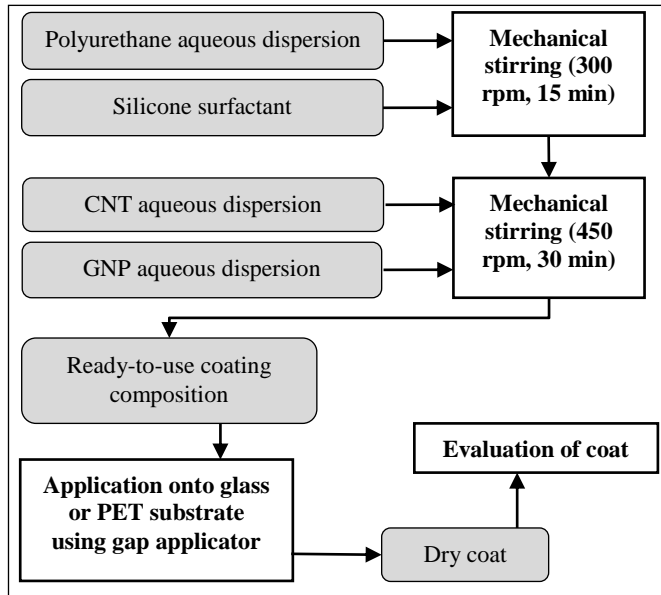 Polyurethane aqueous dispersion
Mechanical
stirring (300
rpm, 15 min)
Silicone surfactant
CNT aqueous dispersion
Mechanical
stirring (450
rpm, 30 min)
GNP aqueous dispersion
Ready-to-use coating
composition
Evaluation of coat
Application onto glass
or PET substrate
using gap applicator
Dry coat